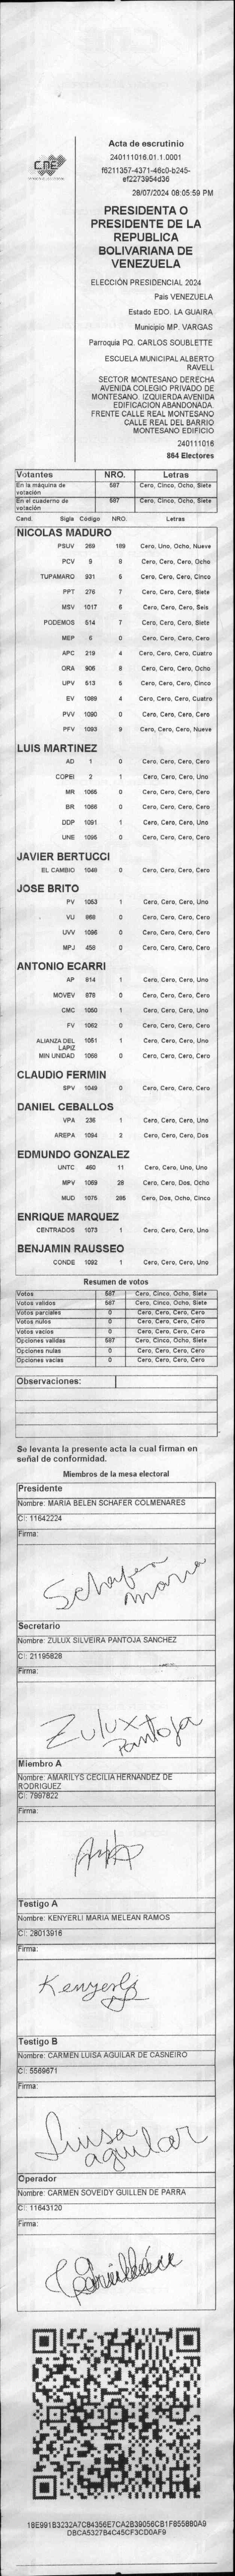 CNE
Acta de escrutinio
240111016.01.1.0001
f6211357-4371-46c0-b245-
ef2273954d36
28/07/2024 08:05:59 PM
PRESIDENTA O
PRESIDENTE DE LA
REPUBLICA
BOLIVARIANA DE
VENEZUELA
ELECCIÓN PRESIDENCIAL 2024
Pais VENEZUELA
Estado EDO. LA GUAIRA
Municipio MP. VARGAS
Parroquia PQ. CARLOS SOUBLETTE
ESCUELA MUNICIPAL ALBERTO
RAVELL
SECTOR MONTESANO DERECHA
AVENIDA COLEGIO PRIVADO DE
MONTESANO. IZQUIERDA AVENIDA
EDIFICACION ABANDONADA.
FRENTE CALLE REAL MONTESANO
CALLE REAL DEL BARRIO
MONTESANO EDIFICIO
240111016
864 Electores
Votantes NRO. Letras
En la máquina de votación 587 Cero, Cinco, Ocho, Siete
En el cuaderno de votación 587 Cero, Cinco, Ocho, Siete
Cand. Sigla Código NRO. Letras
NICOLAS MADURO
PSUV 269 189 Cero, Uno, Ocho, Nueve
PCV 9 8 Cero, Cero, Cero, Ocho
TUPAMARO 931 5 Cero, Cero, Cero, Cinco
PPT 276 7 Cero, Cero, Cero, Siete
MSV 1017 6 Cero, Cero, Cero, Seis
PODEMOS 514 7 Cero, Cero, Cero, Siete
MEP 6 0 Cero, Cero, Cero, Cero
APC 219 4 Cero, Cero, Cero, Cuatro
ORA 906 8 Cero, Cero, Cero, Ocho
UPV 513 5 Cero, Cero, Cero, Cinco
EV 1089 4 Cero, Cero, Cero, Cuatro
PVV 1090 0 Cero, Cero, Cero, Cero
PFV 1093 9 Cero, Cero, Cero, Nueve
LUIS MARTINEZ
AD 1 0 Cero, Cero, Cero, Cero
COPEI 2 1 Cero, Cero, Cero, Uno
MR 1065 0 Cero, Cero, Cero, Cero
BR 1066 0 Cero, Cero, Cero, Cero
DDP 1091 1 Cero, Cero, Cero, Uno
UNE 1095 0 Cero, Cero, Cero, Cero
JAVIER BERTUCCI
EL CAMBIO 1048 0 Cero, Cero, Cero, Cero
JOSE BRITO
PV 1053 1 Cero, Cero, Cero, Uno
VU 868 0 Cero, Cero, Cero, Cero
UVV 1096 0 Cero, Cero, Cero, Cero
MPJ 455 0 Cero, Cero, Cero, Cero
ANTONIO ECARRI
AP 814 1 Cero, Cero, Cero, Uno
MOVEV 878 0 Cero, Cero, Cero, Cero
CMC 1050 1 Cero, Cero, Cero, Uno
FV 1062 0 Cero, Cero, Cero, Cero
ALIANZA DEL LAPIZ 1051 1 Cero, Cero, Cero, Uno
MIN UNIDAD 1058 0 Cero, Cero, Cero, Cero
CLAUDIO FERMIN
SPV 1049 0 Cero, Cero, Cero, Cero
DANIEL CEBALLOS
VPA 236 1 Cero, Cero, Cero, Uno
AREPA 1094 2 Cero, Cero, Cero, Dos
EDMUNDO GONZALEZ
UNTC 460 11 Cero, Cero, Uno, Uno
MPV 1069 28 Cero, Cero, Dos, Ocho
MUD 1075 285 Cero, Dos, Ocho, Cinco
ENRIQUE MARQUEZ
CENTRADOS 1073 1 Cero, Cero, Cero, Uno
BENJAMIN RAUSSEO
CONDE 1092 1 Cero, Cero, Cero, Uno
Resumen de votos
Votos 587 Cero, Cinco, Ocho, Siete
Votos validos 587 Cero, Cinco, Ocho, Siete
Votos parciales 0 Cero, Cero, Cero, Cero
Votos nulos 0 Cero, Cero, Cero, Cero
Votos vacios 0 Cero, Cero, Cero, Cero
Opciones validas 587 Cero, Cinco, Ocho, Siete
Opciones nulas 0 Cero, Cero, Cero, Cero
Opciones vacias 0 Cero, Cero, Cero, Cero
Observaciones:
Se levanta la presente acta la cual firman en
señal de conformidad.
Miembros de la mesa electoral
Presidente
Nombre: MARIA BELEN SCHAFER COLMENARES
CI: 11642224
Firma:
Schafer
Maria
Secretario
Nombre: ZULUX SILVEIRA PANTOJA SANCHEZ
CI: 21195828
Firma:
Zulux
Pantoja
Miembro A
Nombre: AMARILYS CECILIA HERNANDEZ DE
RODRIGUEZ
CI: 7997822
Firma:
Testigo A
Nombre: KENYERLI MARIA MELEAN RAMOS
CI: 28013916
Firma:
Kenyerly
Testigo B
Nombre: CARMEN LUISA AGUILAR DE CASNEIRO
CI: 5569671
Firma:
Luisa
aguilar
Operador
Nombre: CARMEN SOVEIDY GUILLEN DE PARRA
CI: 11643120
Firma:
18E991B3232A7C84356E7CA2B39056CB1F855880A9
DBCA5327B4C45CF3CD0AF9